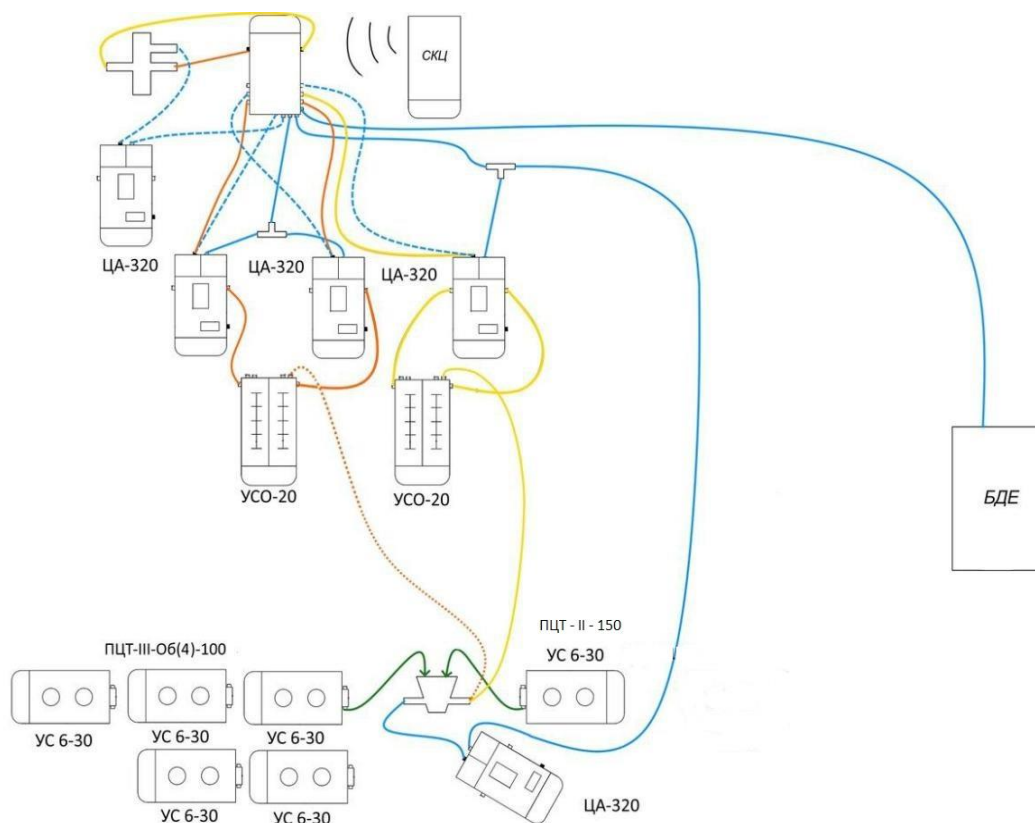 СКЦ
ЦА-320
ЦА-320
ЦА-320
УСО-20
УСО-20
БДЕ
ПЦТ - II - 150
ПЦТ-III-Об(4)-100
УС 6-30
УС 6-30
УС 6-30
УС 6-30
УС 6-30
УС 6-30
ЦА-320